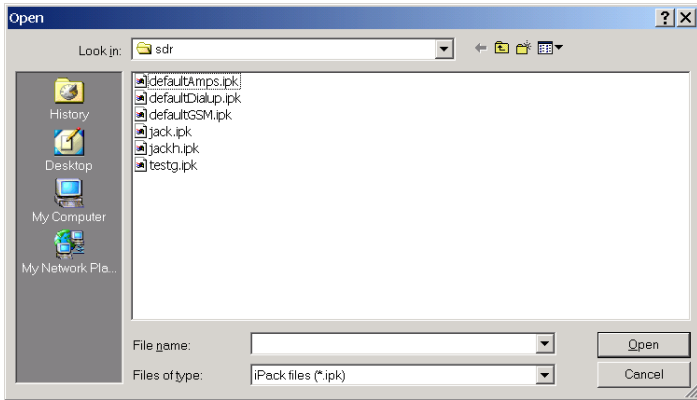 Open
Look in: sdr
History
Desktop
My Computer
My Network Pla...
defaultAmps.ipk
defaultDialup.ipk
defaultGSM.ipk
jack.ipk
jackh.ipk
testg.ipk
File name: Open
Files of type: iPack files (*.ipk) Cancel